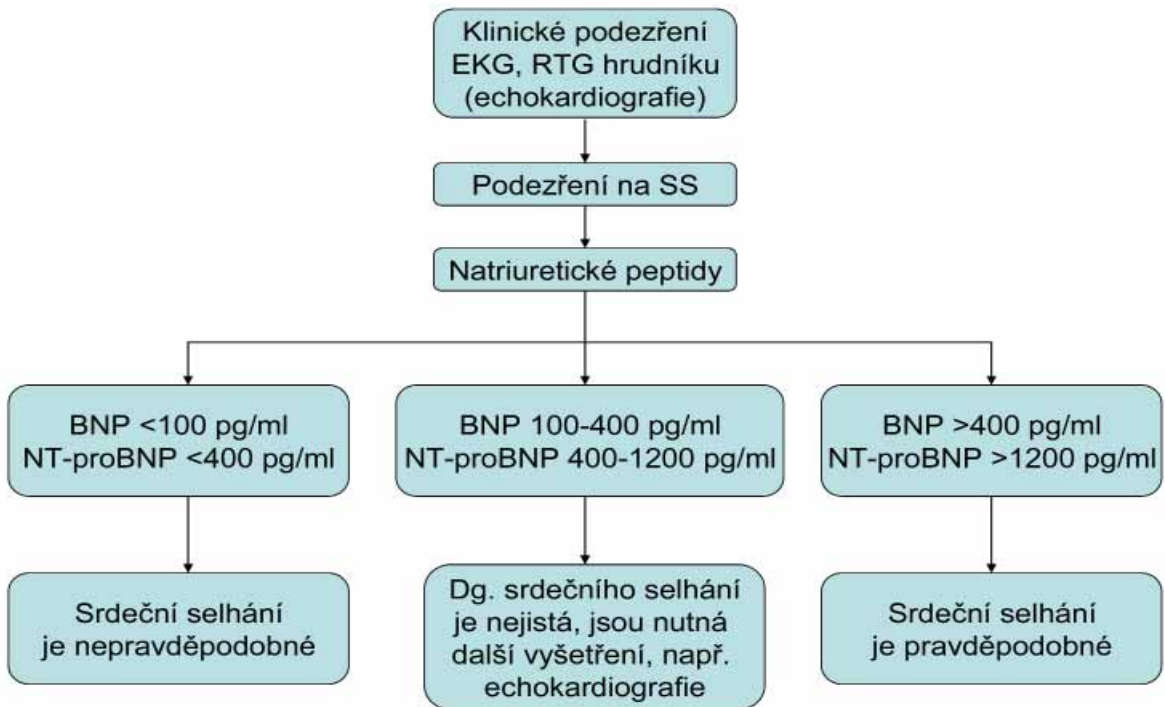 Klinické podezření
EKG, RTG hrudníku
(echokardiografie)
Podezření na SS
Natriuretické peptidy
BNP <100 pg/ml
NT-proBNP <400 pg/ml
BNP 100-400 pg/ml
NT-proBNP 400-1200 pg/ml
BNP >400 pg/ml
NT-proBNP >1200 pg/ml
Srdeční selhání
je nepravděpodobné
Dg. srdečního selhání
je nejistá, jsou nutná
další vyšetření, např.
echokardiografie
Srdeční selhání
je pravděpodobné